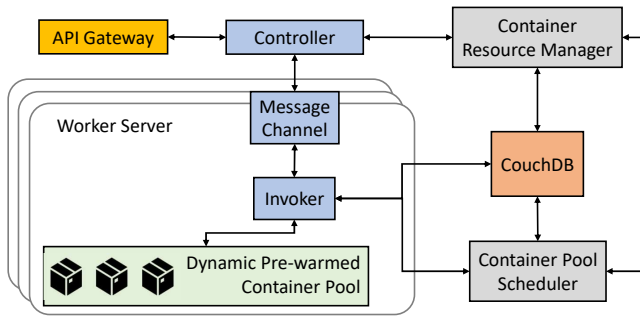 API Gateway
Controller
Container
Resource Manager
Message
Channel
Worker Server
CouchDB
Invoker
Dynamic Pre-warmed
Container Pool
Container Pool
Scheduler